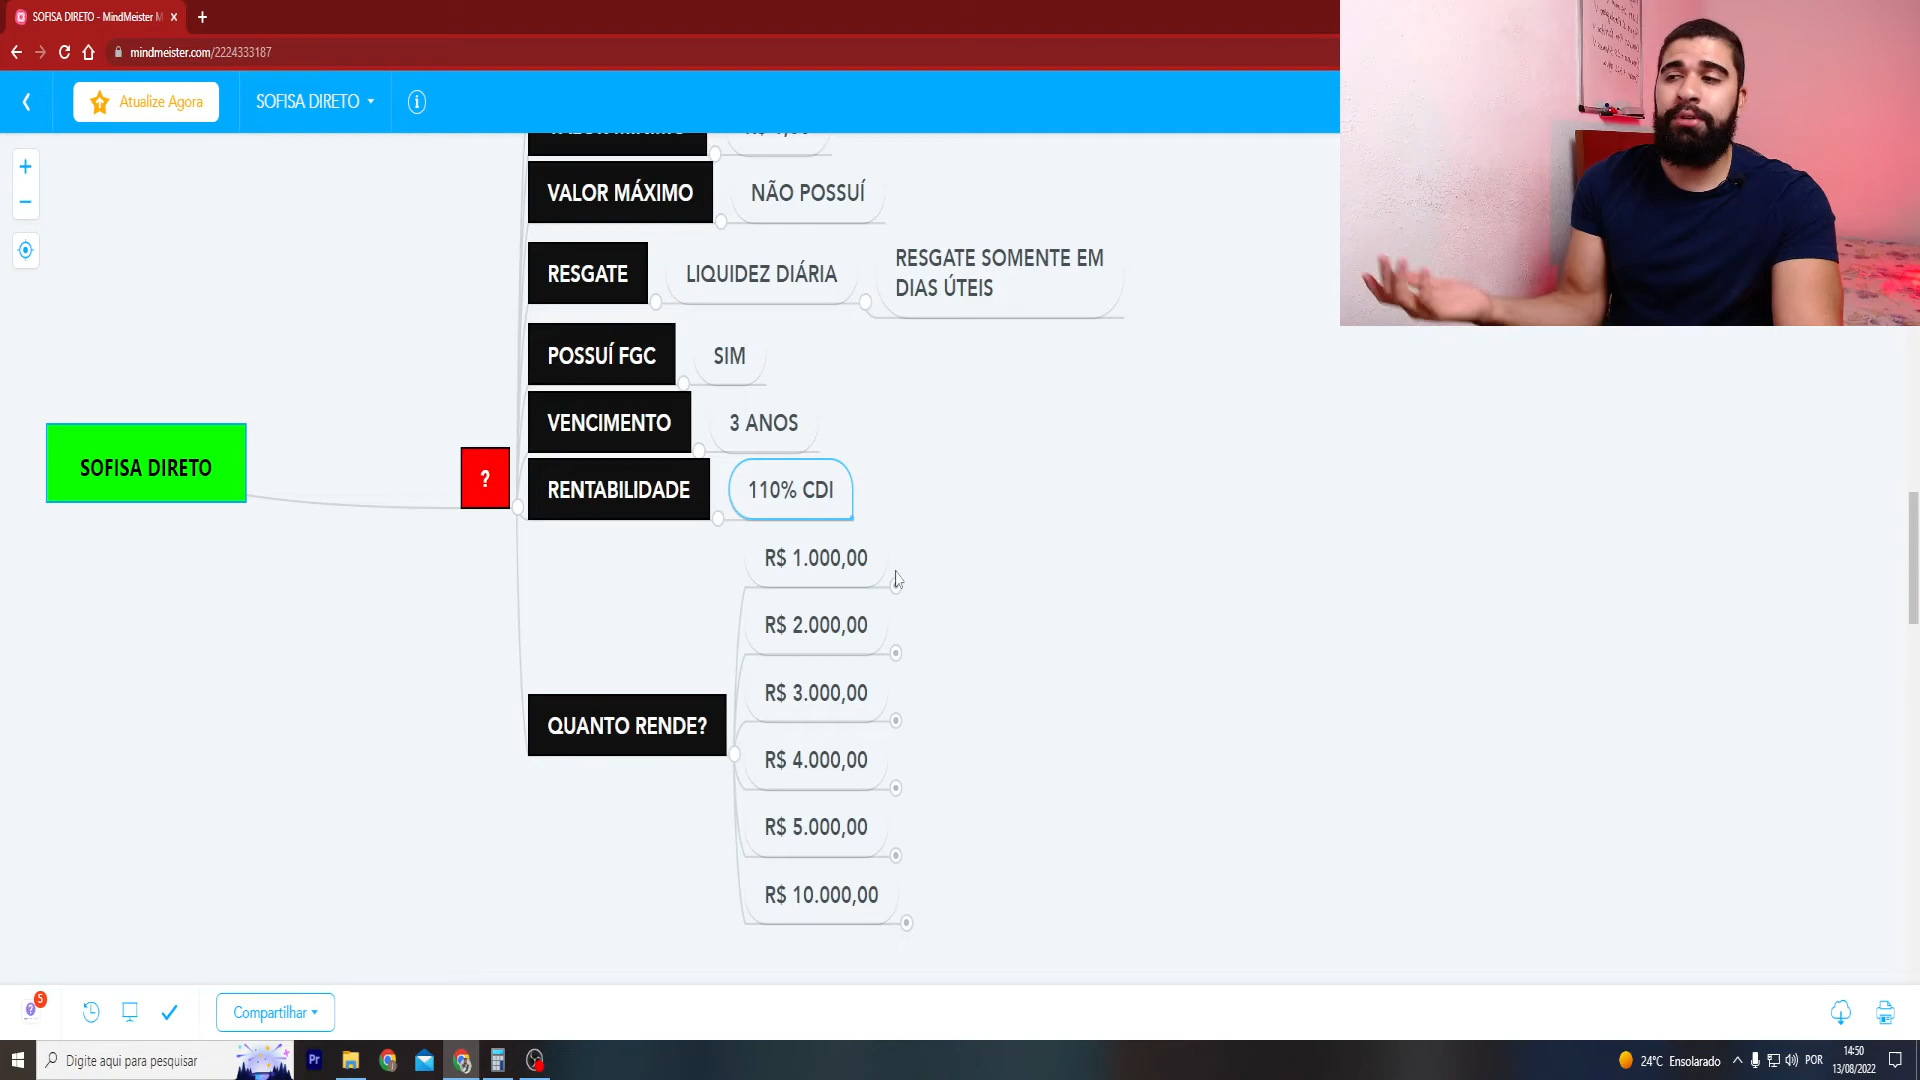 SOFISA DIRETO - MindMeister M
mindmeister.com/2224333187
Atualize Agora
SOFISA DIRETO
VALOR MÁXIMO
NÃO POSSUÍ
RESGATE
LIQUIDEZ DIÁRIA
RESGATE SOMENTE EM
DIAS ÚTEIS
POSSUÍ FGC
SIM
VENCIMENTO
3 ANOS
SOFISA DIRETO
?
RENTABILIDADE
110% CDI
QUANTO RENDE?
R$ 1.000,00
R$ 2.000,00
R$ 3.000,00
R$ 4.000,00
R$ 5.000,00
R$ 10.000,00
5
Compartilhar
Digite aqui para pesquisar
Pr
24°C Ensolarado
POR
14:50
13/08/2022